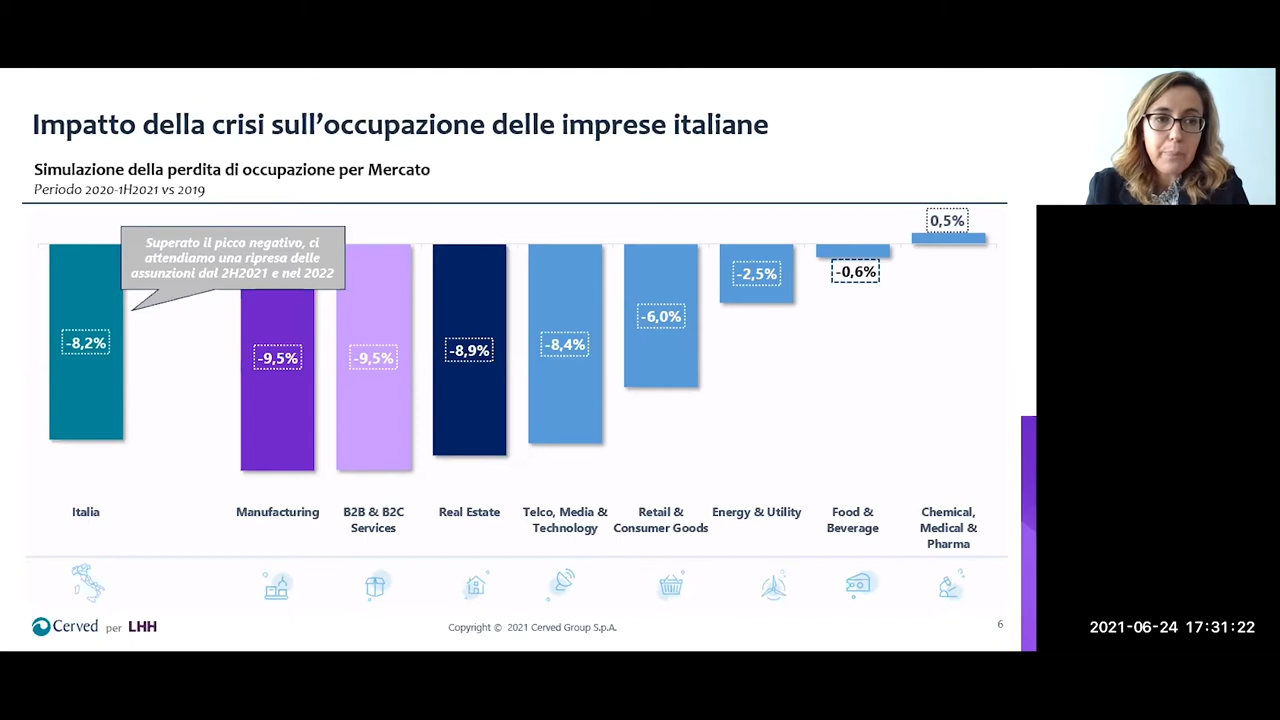 Impatto della crisi sull'occupazione delle imprese italiane
Simulazione della perdita di occupazione per Mercato
Periodo 2020-1H2021 vs 2019
Superato il picco negativo, ci
attendiamo una ripresa delle
assunzioni dal 2H2021 e nel 2022
-8,2%
-9,5%
-9,5%
-8,9%
-8,4%
-6,0%
-2,5%
-0,6%
0,5%
Italia
Manufacturing
B2B & B2C
Services
Real Estate
Telco, Media &
Technology
Retail &
Consumer Goods
Energy & Utility
Food &
Beverage
Chemical,
Medical &
Pharma
Cerved per LHH
Copyright © 2021 Cerved Group S.p.A.
6
2021-06-24 17:31:22